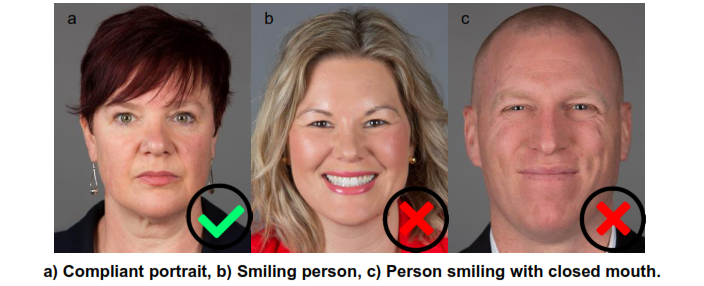 a b c
a) Compliant portrait, b) Smiling person, c) Person smiling with closed mouth.